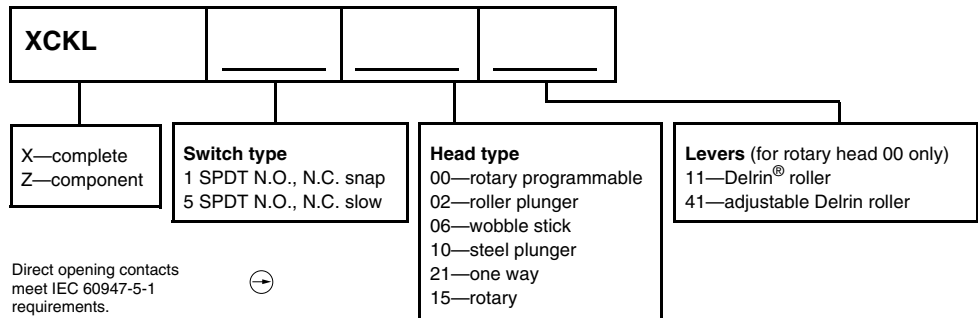 XCKL
X—complete
Z—component
Switch type
1 SPDT N.O., N.C. snap
5 SPDT N.O., N.C. slow
Head type
00—rotary programmable
02—roller plunger
06—wobble stick
10—steel plunger
21—one way
15—rotary
Levers (for rotary head 00 only)
11—Delrin® roller
41—adjustable Delrin roller
Direct opening contacts
meet IEC 60947-5-1
requirements.